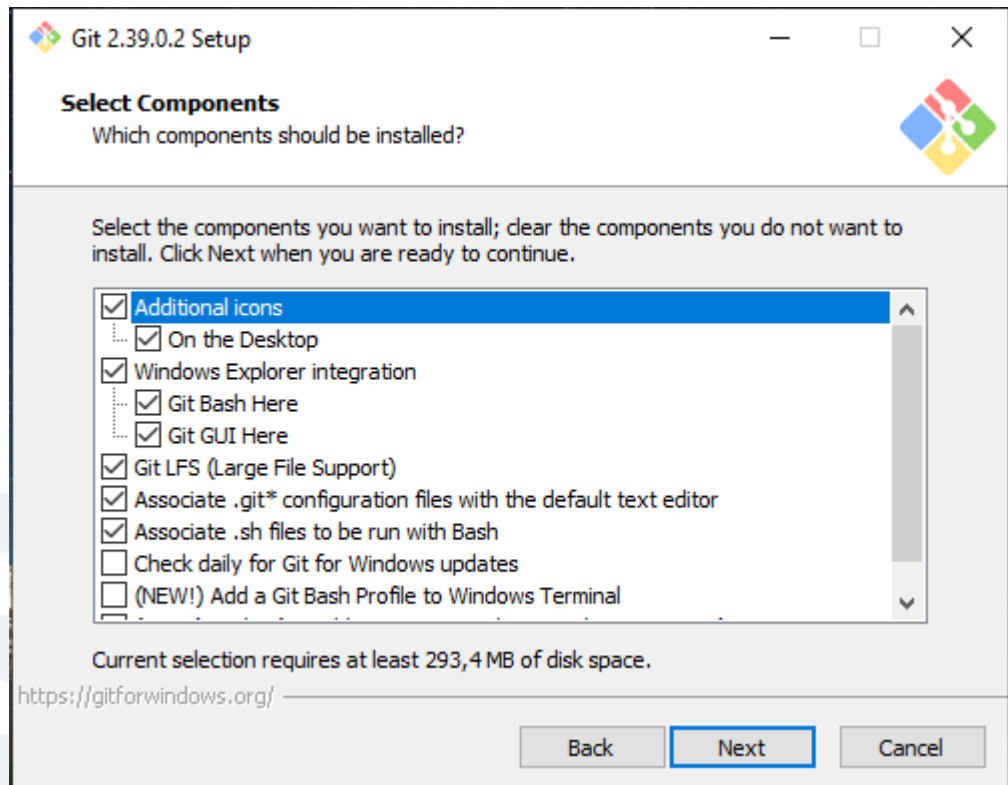 Git 2.39.0.2 Setup
Select Components
Which components should be installed?
Select the components you want to install; clear the components you do not want to
install. Click Next when you are ready to continue.
Additional icons
On the Desktop
Windows Explorer integration
Git Bash Here
Git GUI Here
Git LFS (Large File Support)
Associate .git* configuration files with the default text editor
Associate .sh files to be run with Bash
Check daily for Git for Windows updates
(NEW!) Add a Git Bash Profile to Windows Terminal
Current selection requires at least 293,4 MB of disk space.
https://gitforwindows.org/
Back
Next
Cancel